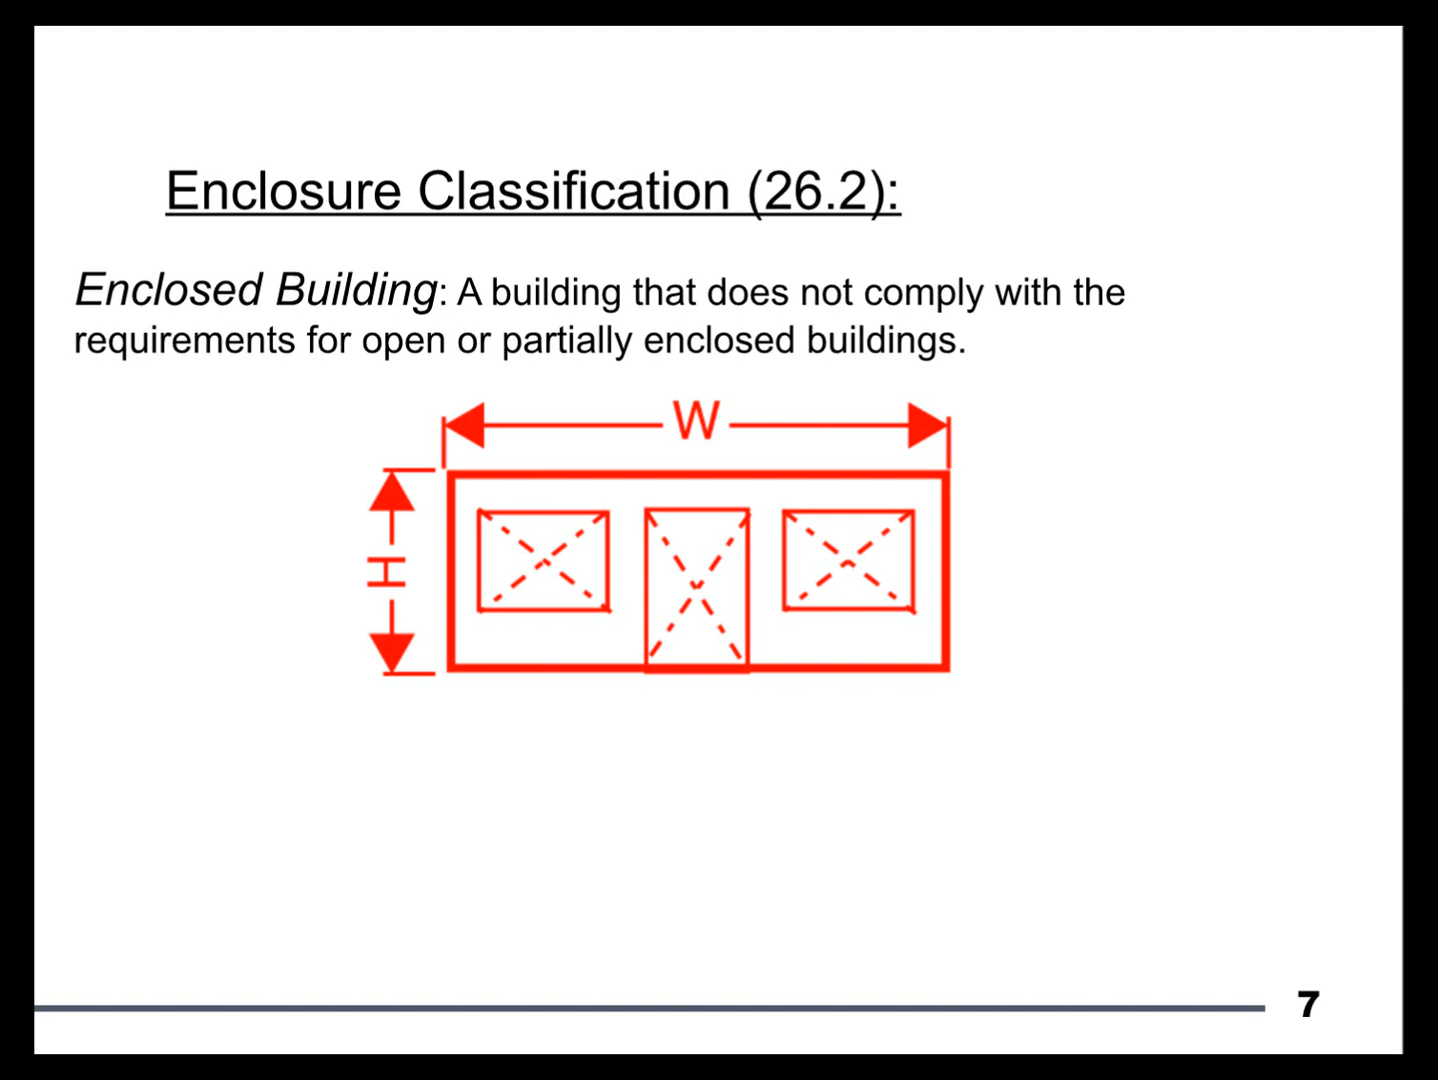 Enclosure Classification (26.2):
Enclosed Building: A building that does not comply with the
requirements for open or partially enclosed buildings.
W
H
7